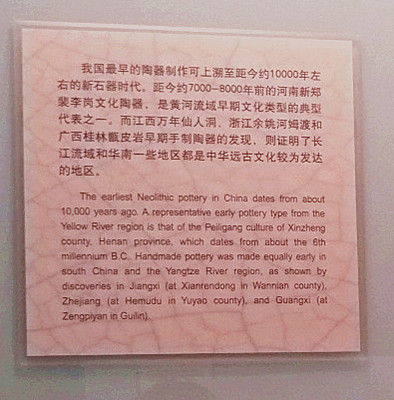 我国最早的陶器制作可上溯至距今约10000年左
右的新石器时代。距今约7000—8000年前的河南新郑
裴李岗文化陶器，是黄河流域早期文化类型的典型
代表之一。而江西万年仙人洞、浙江余姚河姆渡和
广西桂林甑皮岩早期手制陶器的发现，则证明了长
江流域和华南一些地区都是中华远古文化较为发达
的地区。
The earliest Neolithic pottery in China dates from about
10,000 years ago. A representative early pottery type from the
Yellow River region is that of the Peiligang culture of Xinzheng
county, Henan province, which dates from about the 6th
millennium B.C. Handmade pottery was made equally early in
south China and the Yangtze River region, as shown by
discoveries in Jiangxi (at Xianrendong in Wannian county),
Zhejiang (at Hemudu in Yuyao county), and Guangxi (at
Zengpiyan in Guilin).